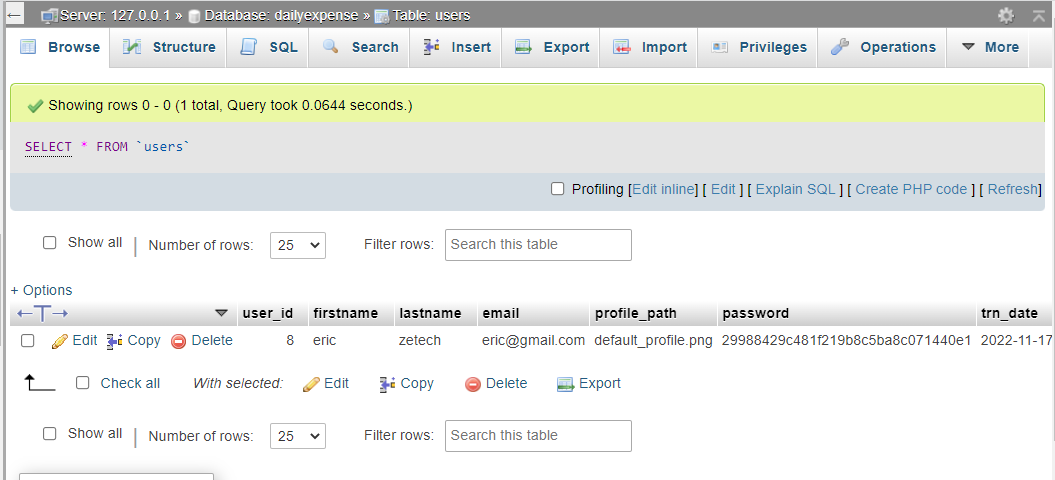 Server: 127.0.0.1 » Database: dailyexpense » Table: users
Browse Structure SQL Search Insert Export Import Privileges Operations More
Showing rows 0 - 0 (1 total, Query took 0.0644 seconds.)
SELECT * FROM `users`
Profiling [Edit inline] [ Edit ] [ Explain SQL ] [ Create PHP code ] [ Refresh]
Show all | Number of rows: 25 Filter rows: Search this table
+ Options
←T→ user_id firstname lastname email profile_path password trn_date
Edit Copy Delete 8 eric zetech eric@gmail.com default_profile.png 29988429c481f219b8c5ba8c071440e1 2022-11-17
Check all With selected: Edit Copy Delete Export
Show all | Number of rows: 25 Filter rows: Search this table